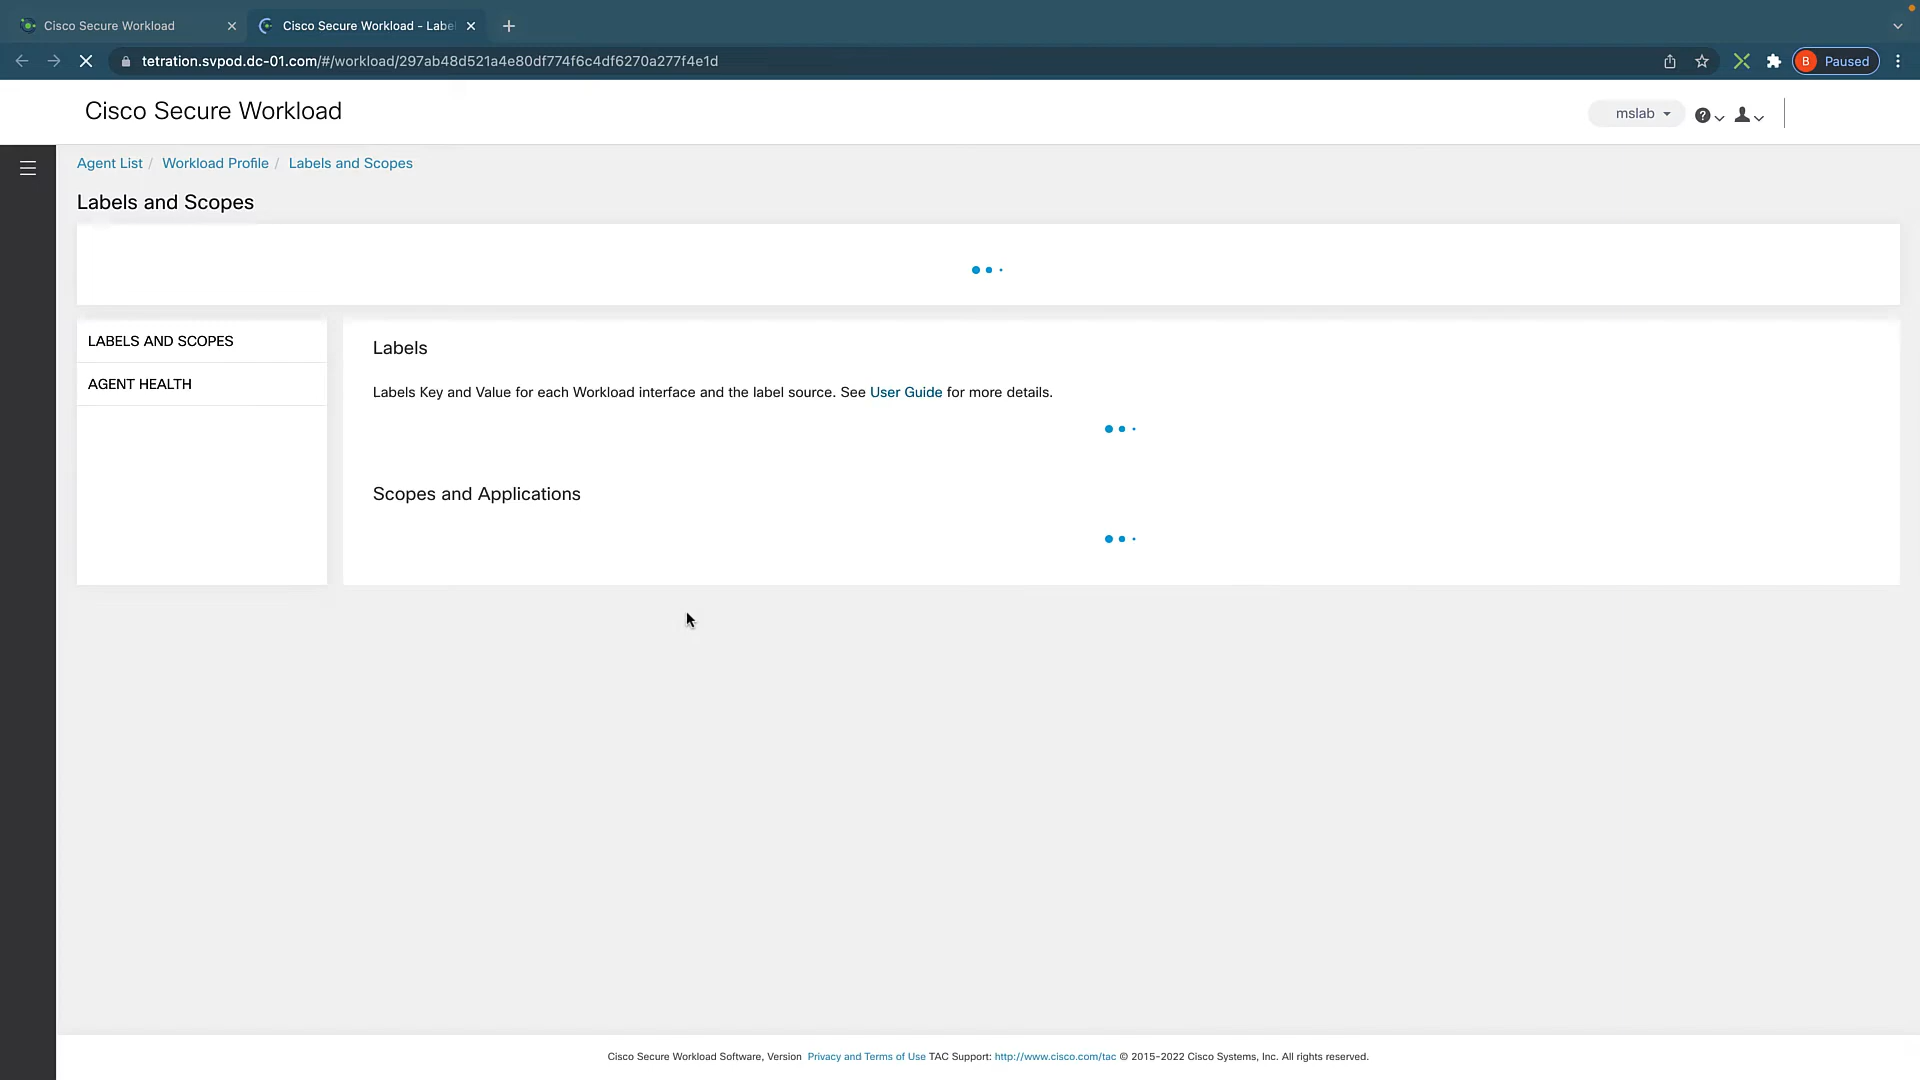 Cisco Secure Workload
Cisco Secure Workload - Labe
tetration.svpod.dc-01.com/#/workload/297ab48d521a4e80df774f6c4df6270a277f4e1d
B Paused
Cisco Secure Workload
mslab
Agent List / Workload Profile / Labels and Scopes
Labels and Scopes
LABELS AND SCOPES
AGENT HEALTH
Labels
Labels Key and Value for each Workload interface and the label source. See User Guide for more details.
Scopes and Applications
Cisco Secure Workload Software, Version Privacy and Terms of Use TAC Support: http://www.cisco.com/tac © 2015-2022 Cisco Systems, Inc. All rights reserved.